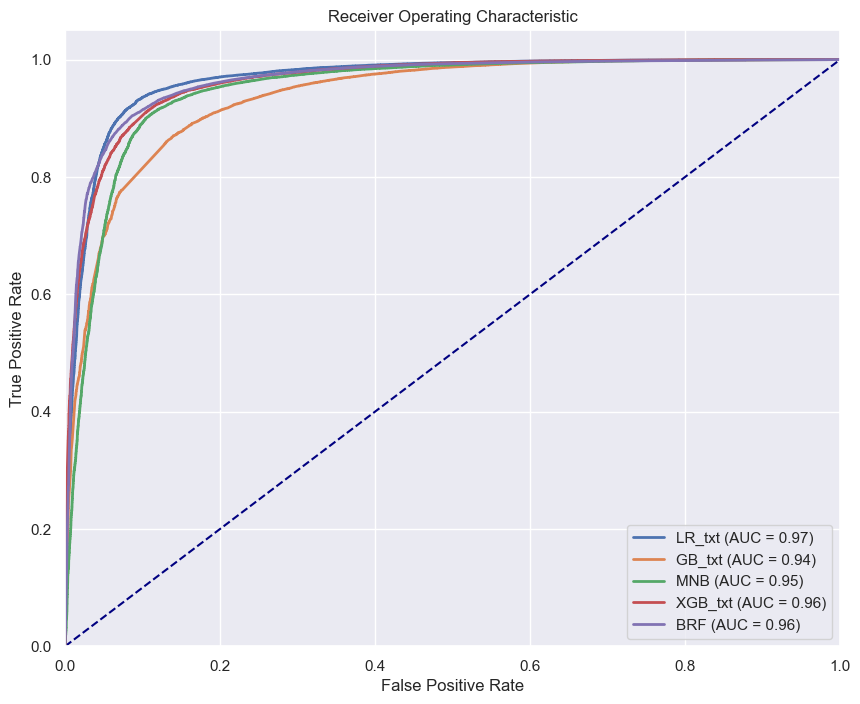 Receiver Operating Characteristic
1.0
0.8
0.6
0.4
0.2
0.0
True Positive Rate
LR_txt (AUC = 0.97)
GB_txt (AUC = 0.94)
MNB (AUC = 0.95)
XGB_txt (AUC = 0.96)
BRF (AUC = 0.96)
0.0 0.2 0.4 0.6 0.8 1.0
False Positive Rate